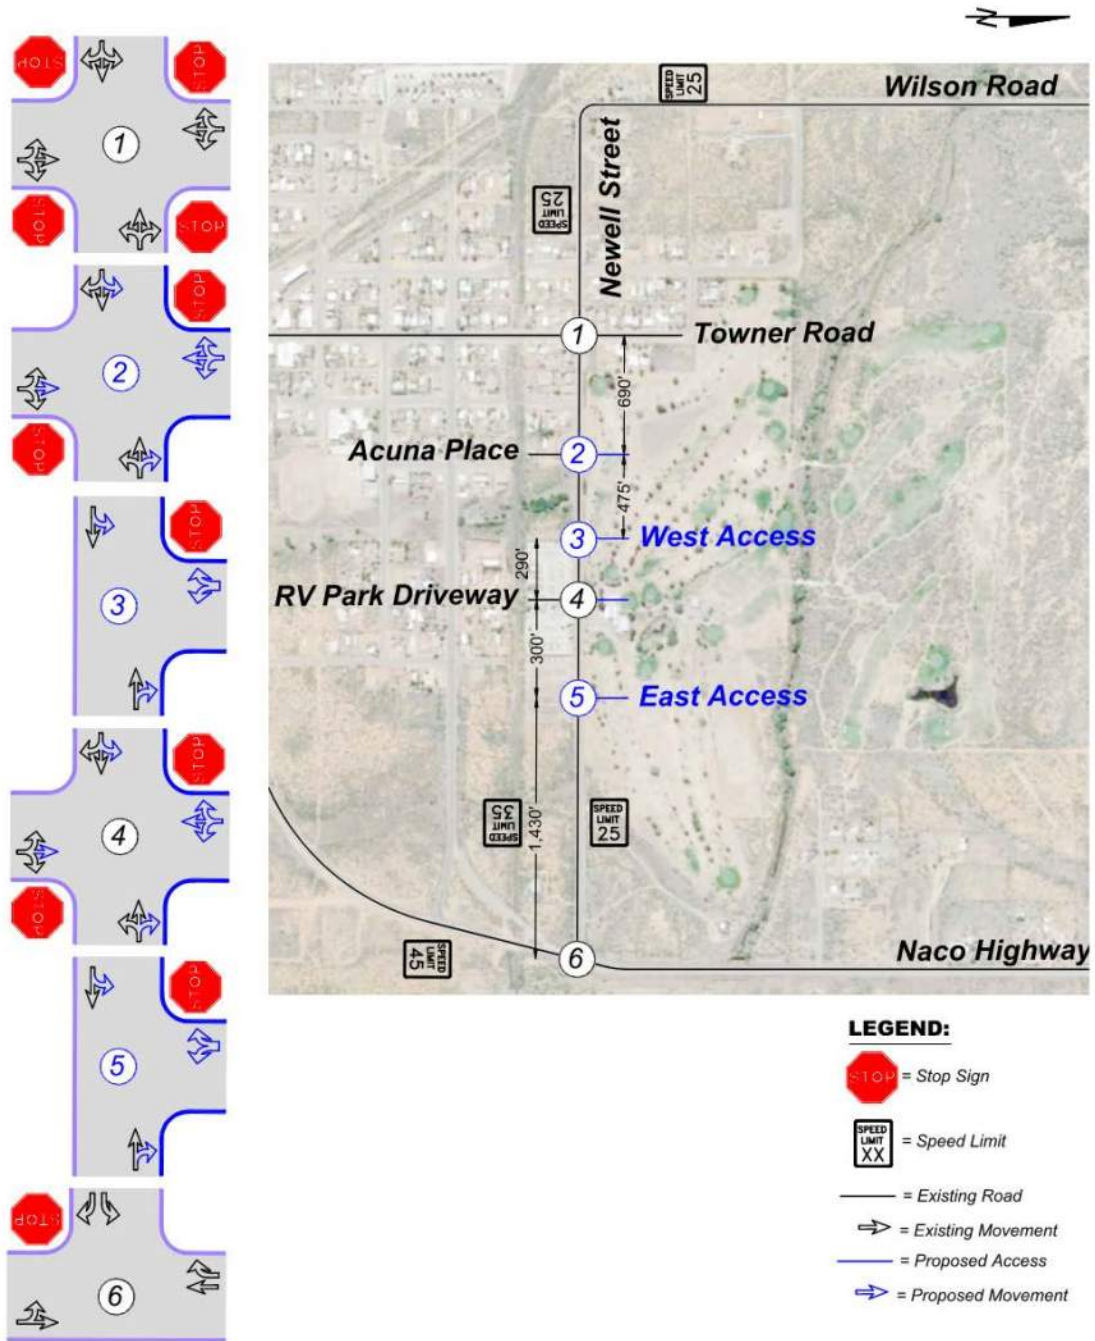 N
STOP
STOP
1
STOP
STOP
STOP
2
STOP
3
STOP
STOP
4
STOP
5
STOP
STOP
6
SPEED LIMIT 25
Wilson Road
SPEED LIMIT 25
Newell Street
1
Towner Road
690'
Acuna Place
2
475'
3
West Access
290'
RV Park Driveway
4
300'
5
East Access
SPEED LIMIT 35
1,430'
SPEED LIMIT 25
SPEED LIMIT 45
6
Naco Highway
LEGEND:
STOP = Stop Sign
SPEED LIMIT XX = Speed Limit
= Existing Road
= Existing Movement
= Proposed Access
= Proposed Movement